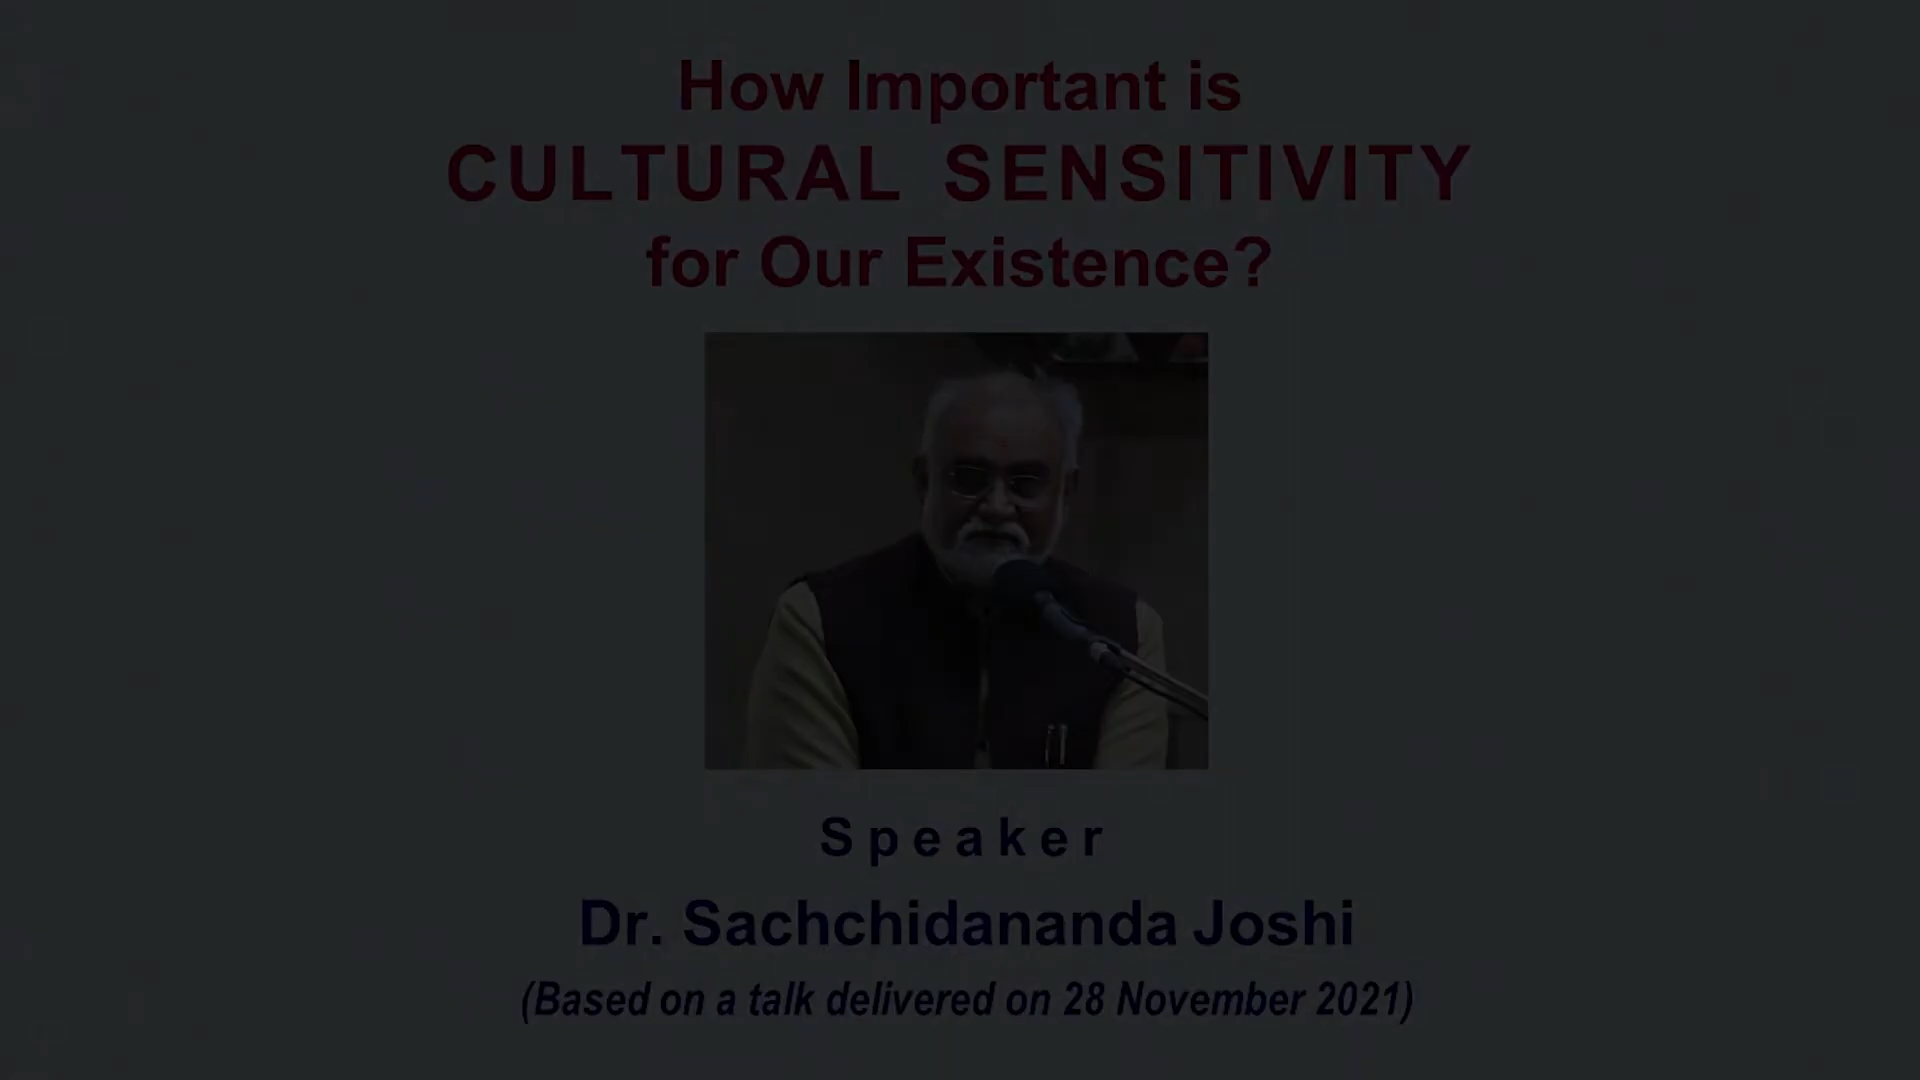 How Important is
CULTURAL SENSITIVITY
for Our Existence?
Speaker
Dr. Sachchidananda Joshi
(Based on a talk delivered on 28 November 2021)